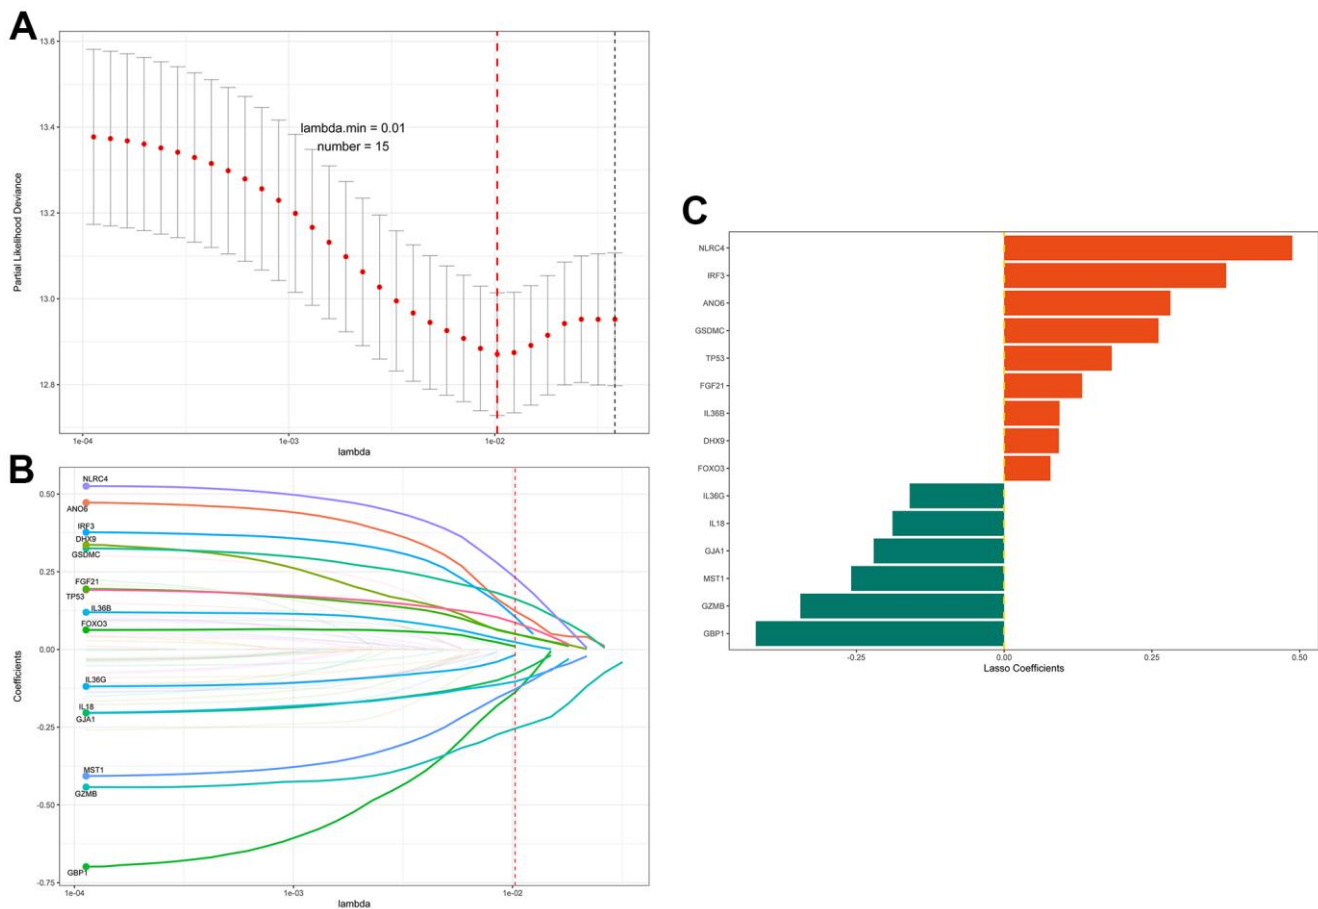 A
13.6
13.4
13.2
13.0
12.8
Partial Likelihood Deviance
lambda.min = 0.01
number = 15
1e-04
1e-03
1e-02
lambda
B
0.50
0.25
0.00
-0.25
-0.50
-0.75
Coefficients
NLRC4
ANO6
IRF3
DHX9
GSDMC
FGF21
TP53
IL36B
FOXO3
IL36G
IL18
GJA1
MST1
GZMB
GBP1
1e-04
1e-03
1e-02
lambda
C
NLRC4
IRF3
ANO6
GSDMC
TP53
FGF21
IL36B
DHX9
FOXO3
IL36G
IL18
GJA1
MST1
GZMB
GBP1
-0.25
0.00
0.25
0.50
Lasso Coefficients